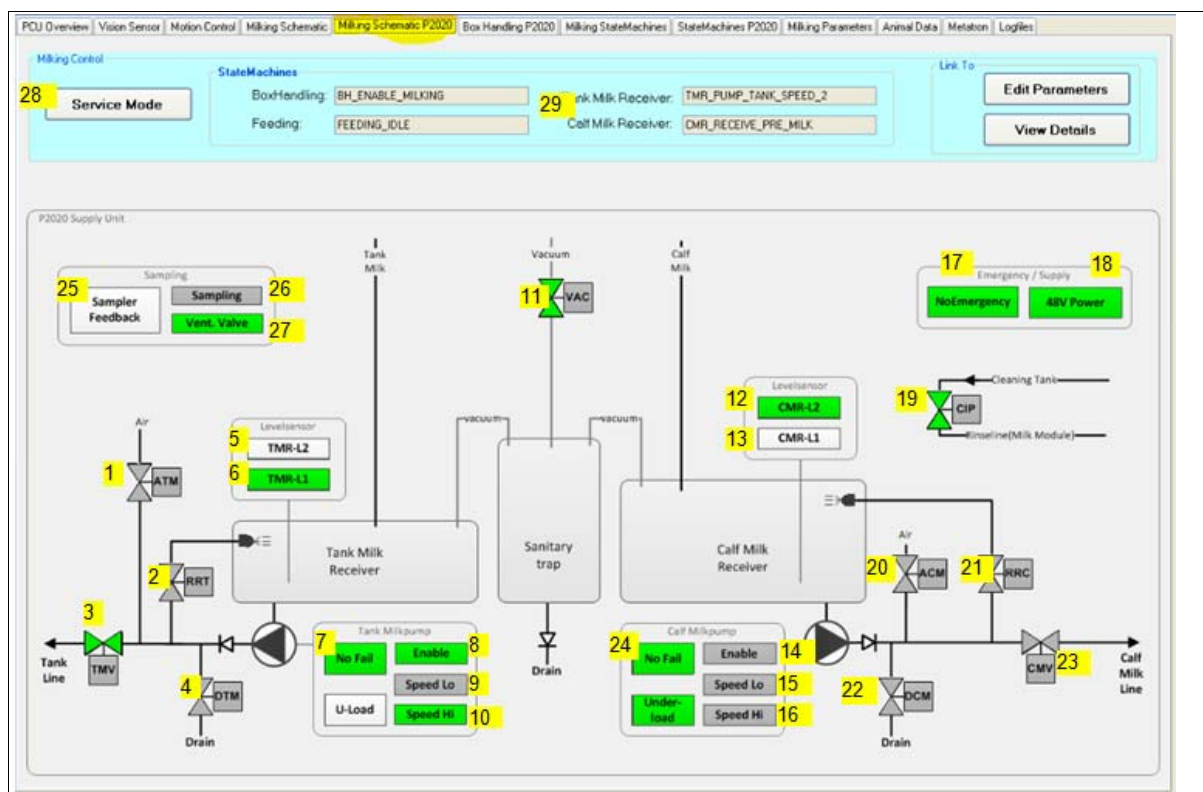 PCU Overview Vision Sensor Motion Control Milking Schematic Milking Schematic P2020 Box Handling P2020 Milking StateMachines StateMachines P2020 Milking Parameters Animal Data Metatron Logfiles
Milking Control
StateMachines
Link To
28
Service Mode
BoxHandling: BH_ENABLE_MILKING
29
nk Milk Receiver: TMR_PUMP_TANK_SPEED_2
Edit Parameters
Feeding: FEEDING_IDLE
Calf Milk Receiver: CMR_RECEIVE_PRE_MILK
View Details
P2020 Supply Unit
Tank Milk
Vacuum
Calf Milk
Sampling
25
Sampler Feedback
Sampling
26
Vent. Valve
27
11
VAC
17
Emergency / Supply
18
NoEmergency
48V Power
Levelsensor
12
CMR-L2
13
CMR-L1
Cleaning Tank
19
CIP
Rinseline(Milk Module)
Air
Levelsensor
5
TMR-L2
6
TMR-L1
vacuum
vacuum
1
ATM
Tank Milk Receiver
Sanitary trap
Calf Milk Receiver
2
RRT
Air
20
ACM
21
RRC
3
TMV
Tank Line
4
DTM
Drain
7
Tank Milkpump
No Fail
Enable
8
Speed Lo
9
U-Load
Speed Hi
10
Drain
24
Calf Milkpump
No Fail
Enable
14
Speed Lo
15
Under-load
Speed Hi
16
22
DCM
Drain
CMV
23
Calf Milk Line